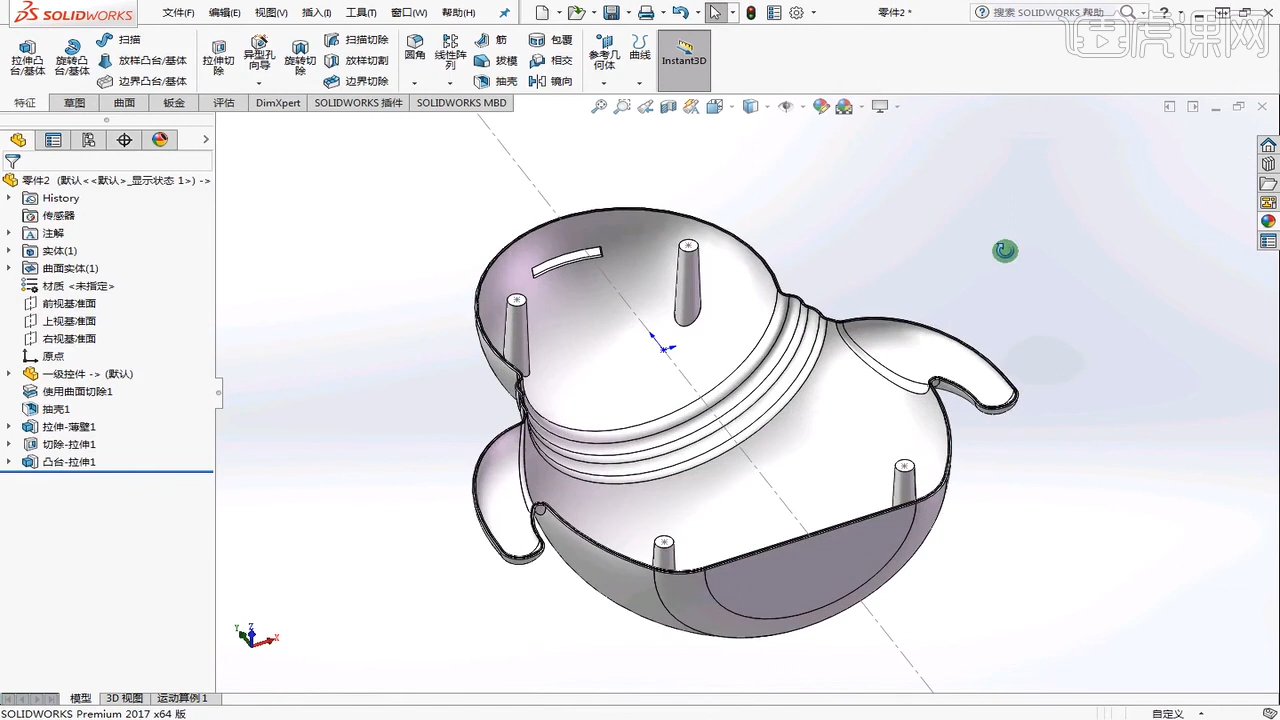 SOLIDWORKS
文件(F) 编辑(E) 视图(V) 插入(I) 工具(T) 窗口(W) 帮助(H)
零件2 *
搜索 SOLIDWORKS 帮助
虎课网
拉伸凸台/基体
旋转凸台/基体
扫描
放样凸台/基体
边界凸台/基体
拉伸切除
异型孔向导
旋转切除
扫描切除
放样切割
边界切除
圆角
线性阵列
筋
拔模
抽壳
包覆
相交
镜向
参考几何体
曲线
Instant3D
特征 草图 曲面 钣金 评估 DimXpert SOLIDWORKS 插件 SOLIDWORKS MBD
零件2 (默认<<默认>_显示状态 1>) ->
History
传感器
注解
实体(1)
曲面实体(1)
材质 <未指定>
前视基准面
上视基准面
右视基准面
原点
一级控件 -> (默认)
使用曲面切除1
抽壳1
拉伸-薄壁1
切除-拉伸1
凸台-拉伸1
Y
Z
X
模型 3D 视图 运动算例 1
SOLIDWORKS Premium 2017 x64 版
自定义